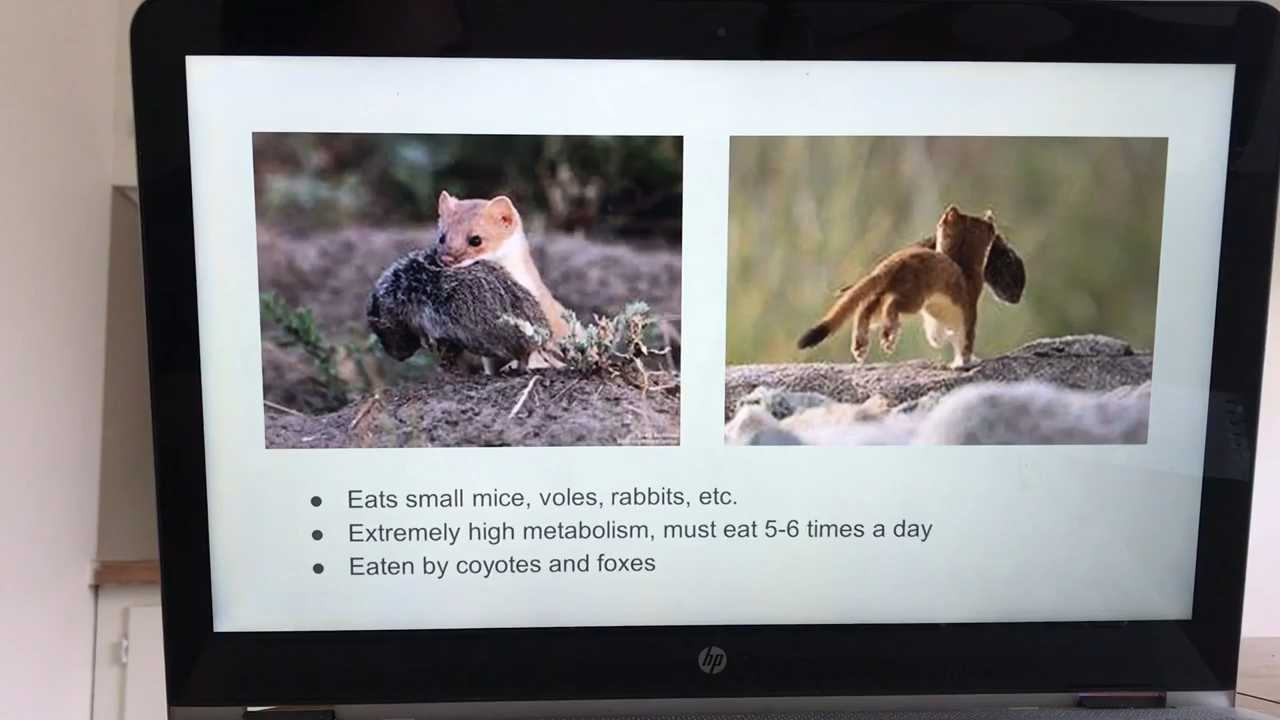 ● Eats small mice, voles, rabbits, etc.
● Extremely high metabolism, must eat 5-6 times a day
● Eaten by coyotes and foxes
hp